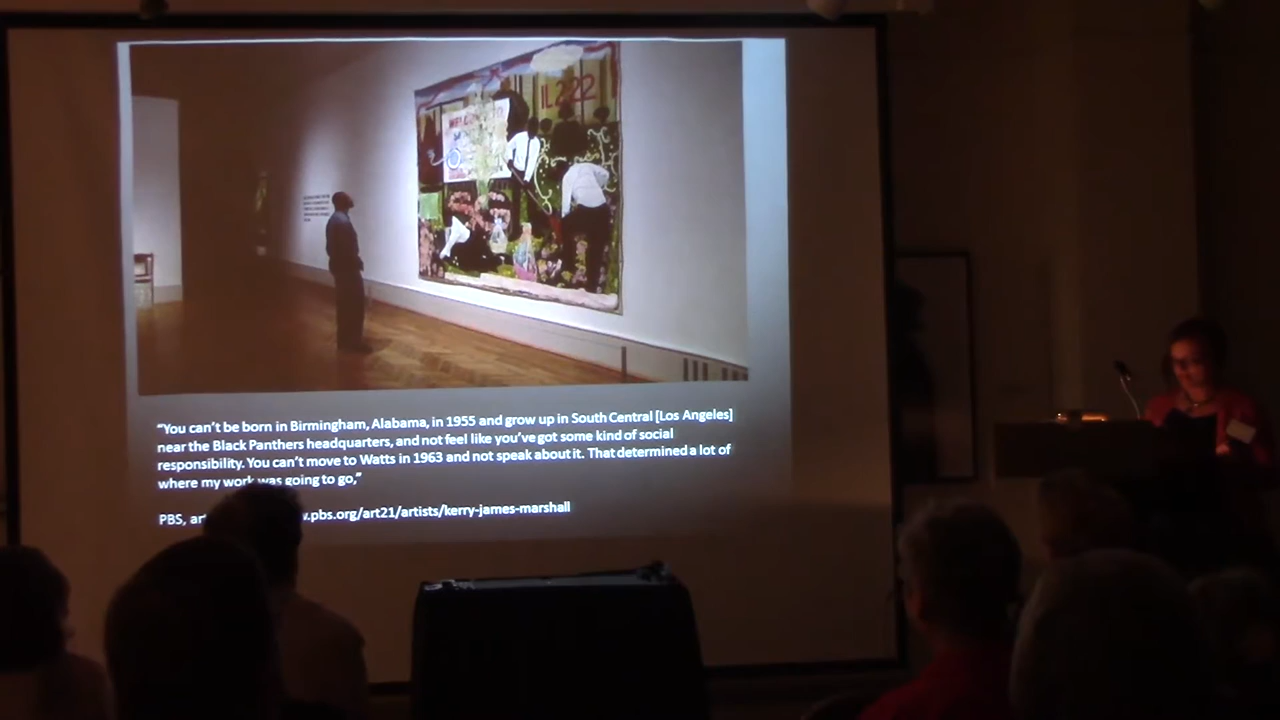 IL 2 22
"You can't be born in Birmingham, Alabama, in 1955 and grow up in South Central [Los Angeles]
near the Black Panthers headquarters, and not feel like you've got some kind of social
responsibility. You can't move to Watts in 1963 and not speak about it. That determined a lot of
where my work was going to go,"
PBS, .pbs.org/art21/artists/kerry-james-marshall